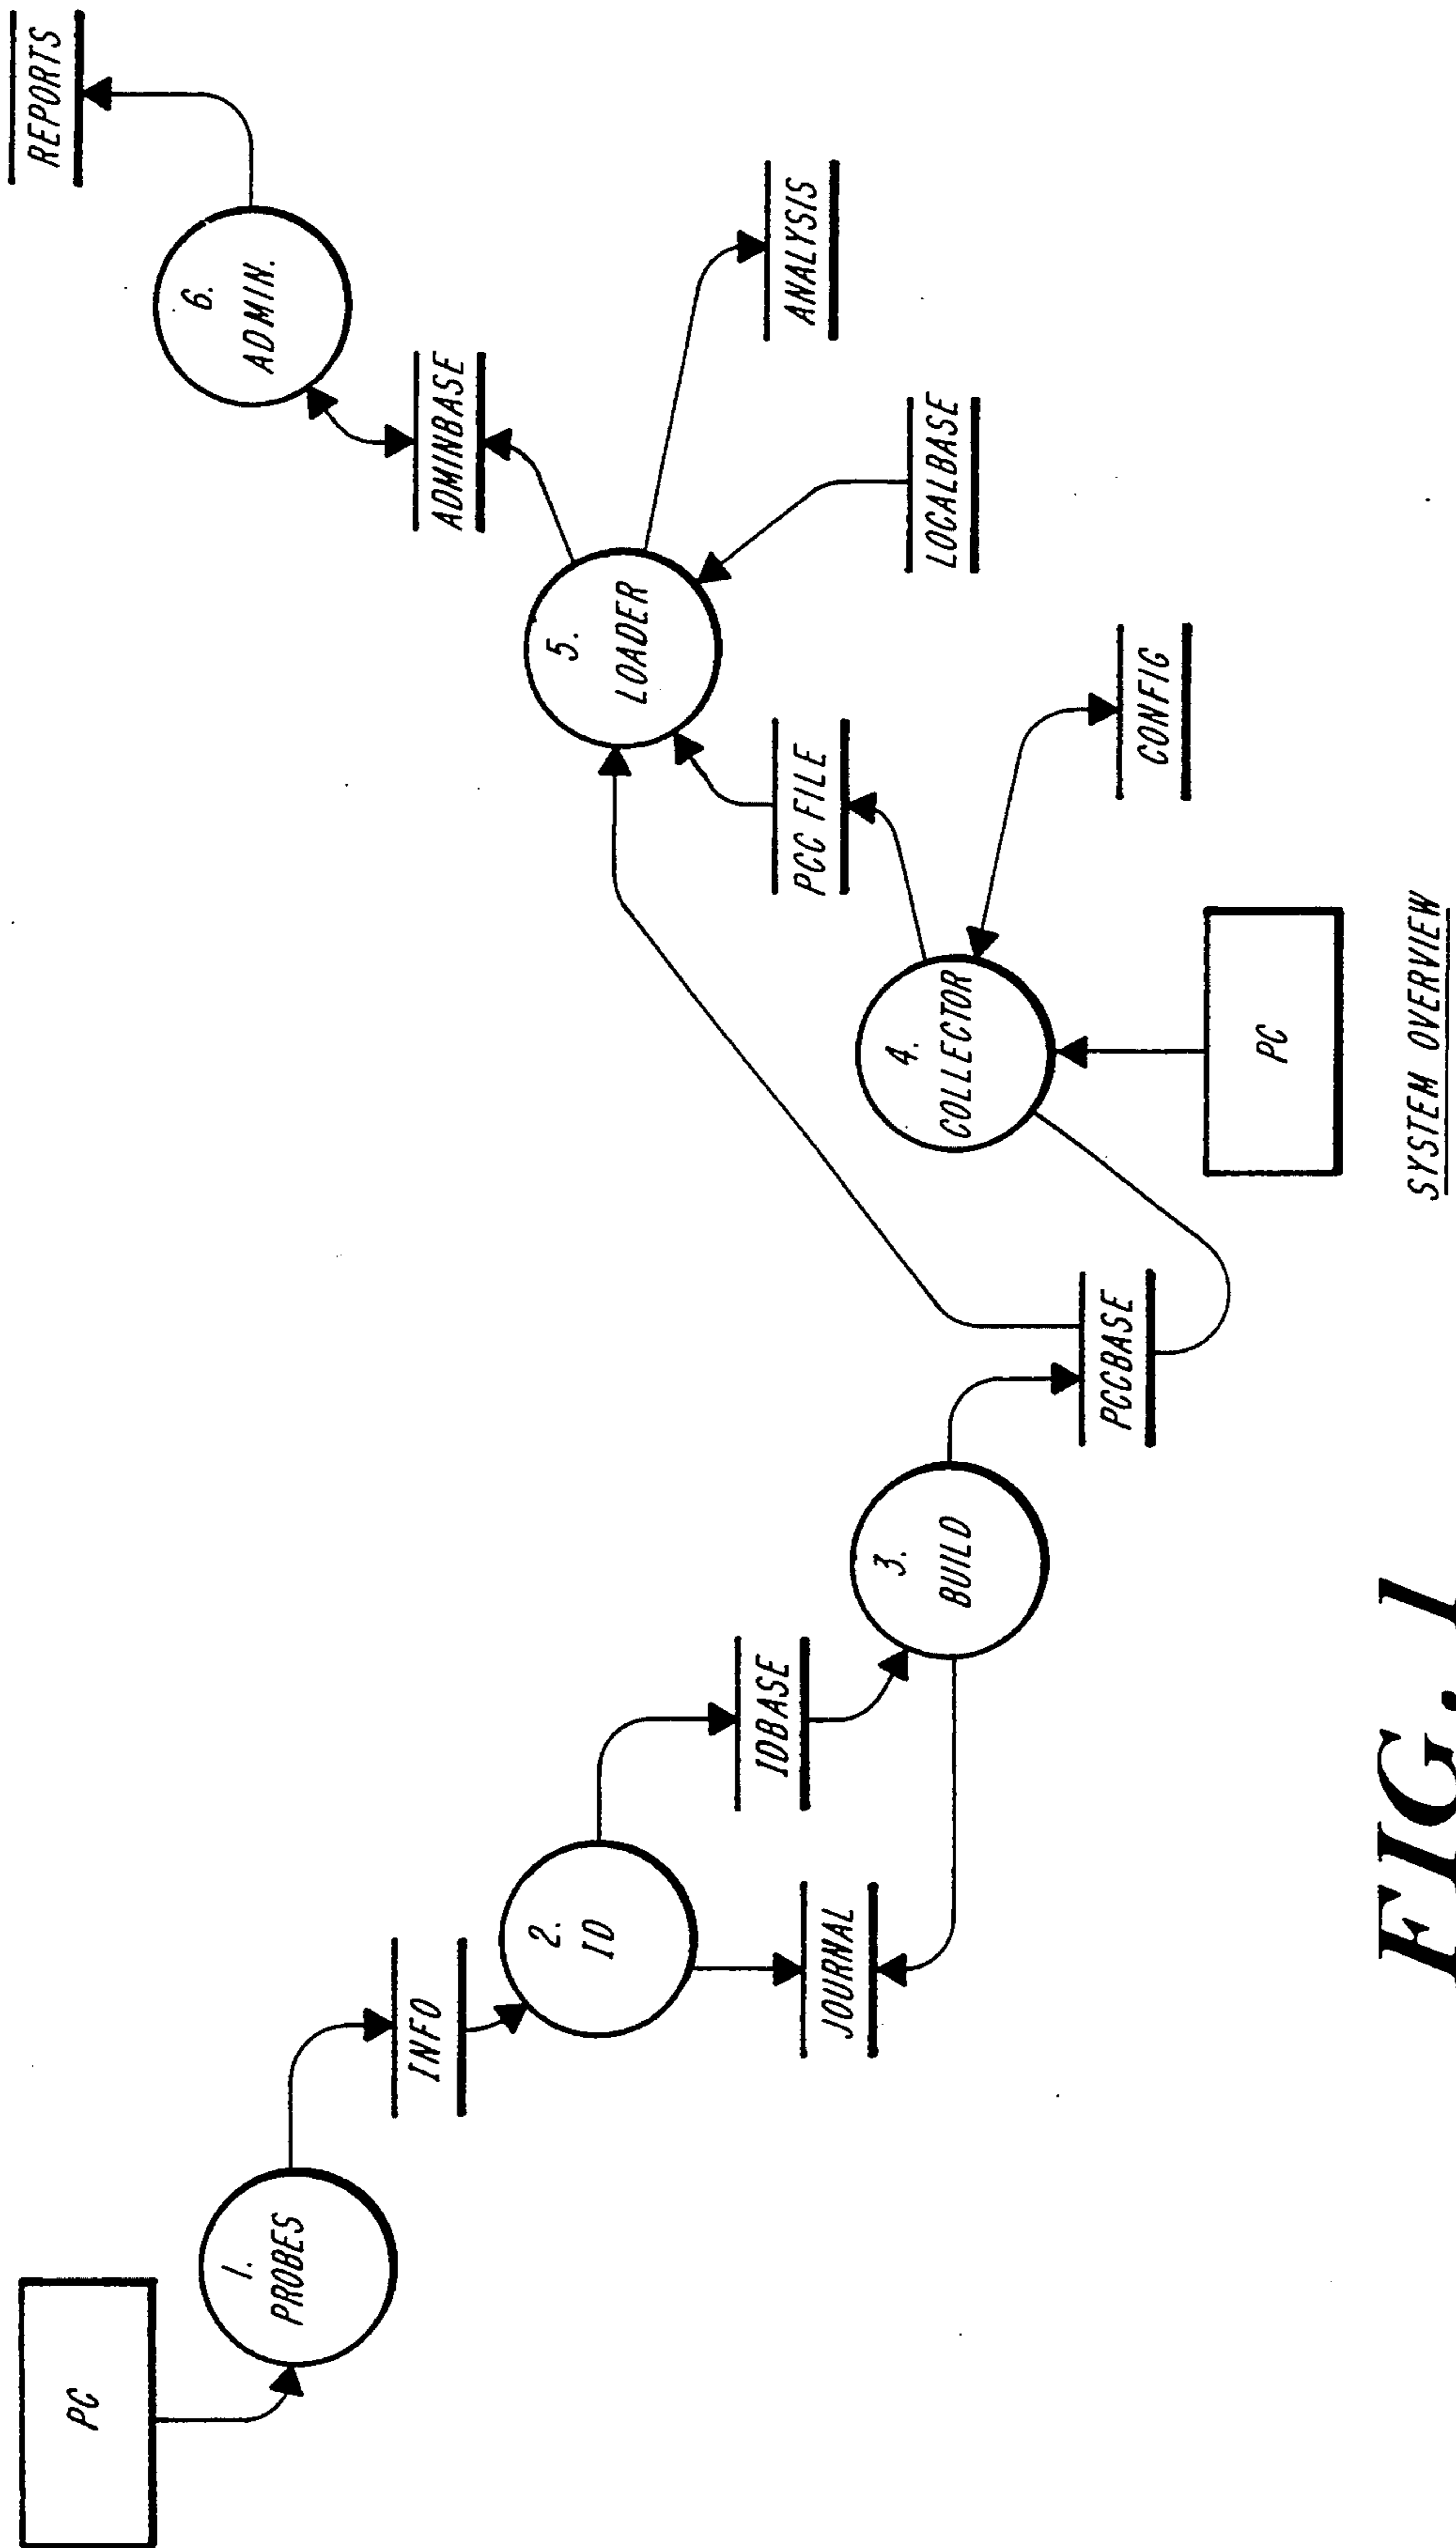 PC
1.
PROBES
INFO
2.
ID
JOURNAL
IDBASE
3.
BUILD
PCCBASE
PC
4.
COLLECTOR
CONFIG
PCC FILE
5.
LOADER
LOCALBASE
ANALYSIS
ADMINBASE
6.
ADMIN.
REPORTS
SYSTEM OVERVIEW
FIG. 1